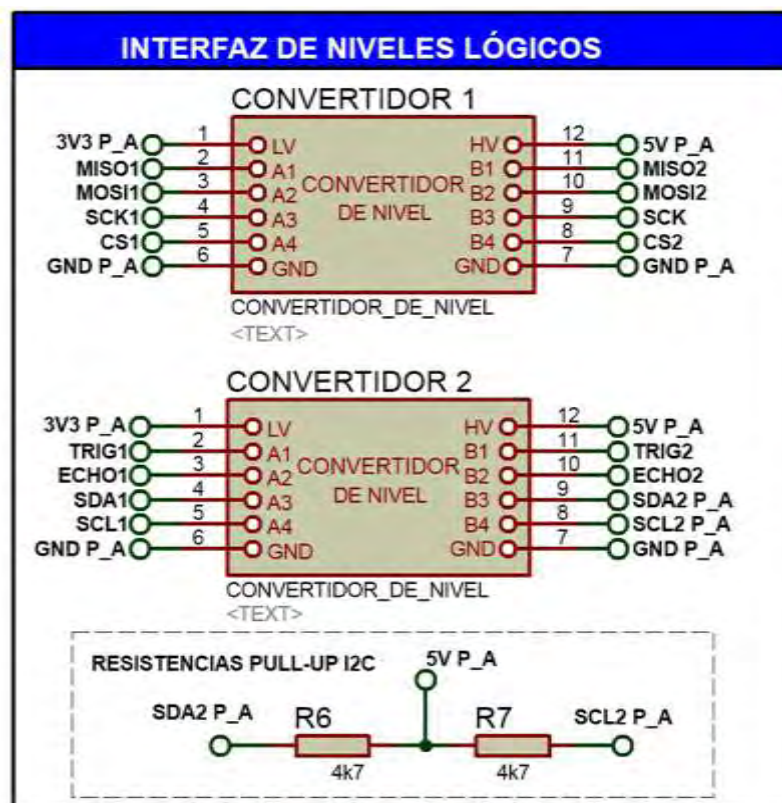 INTERFAZ DE NIVELES LÓGICOS
CONVERTIDOR 1
3V3 P_A 1 LV HV 12 5V P_A
MISO1 2 A1 B1 11 MISO2
MOSI1 3 A2 CONVERTIDOR B2 10 MOSI2
SCK1 4 A3 DE NIVEL B3 9 SCK
CS1 5 A4 B4 8 CS2
GND P_A 6 GND GND 7 GND P_A
CONVERTIDOR_DE_NIVEL
<TEXT>
CONVERTIDOR 2
3V3 P_A 1 LV HV 12 5V P_A
TRIG1 2 A1 B1 11 TRIG2
ECHO1 3 A2 CONVERTIDOR B2 10 ECHO2
SDA1 4 A3 DE NIVEL B3 9 SDA2 P_A
SCL1 5 A4 B4 8 SCL2 P_A
GND P_A 6 GND GND 7 GND P_A
CONVERTIDOR_DE_NIVEL
<TEXT>
RESISTENCIAS PULL-UP I2C 5V P_A
SDA2 P_A R6 R7 SCL2 P_A
4k7 4k7